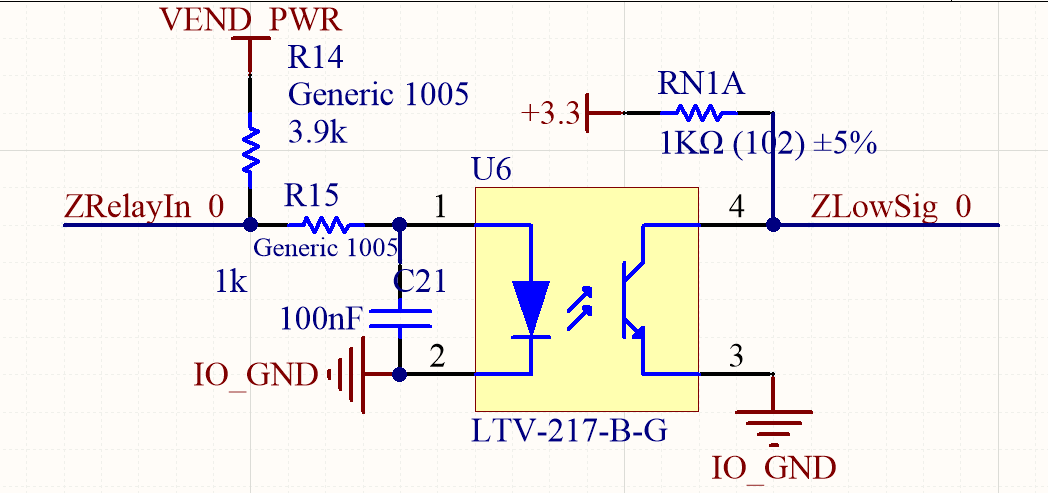 VEND_PWR
R14
Generic 1005
3.9k
RN1A
+3.3
1KΩ (102) ±5%
U6
ZRelayIn_0
R15
1
4
ZLowSig_0
Generic 1005
1k
C21
100nF
2
3
IO_GND
LTV-217-B-G
IO_GND